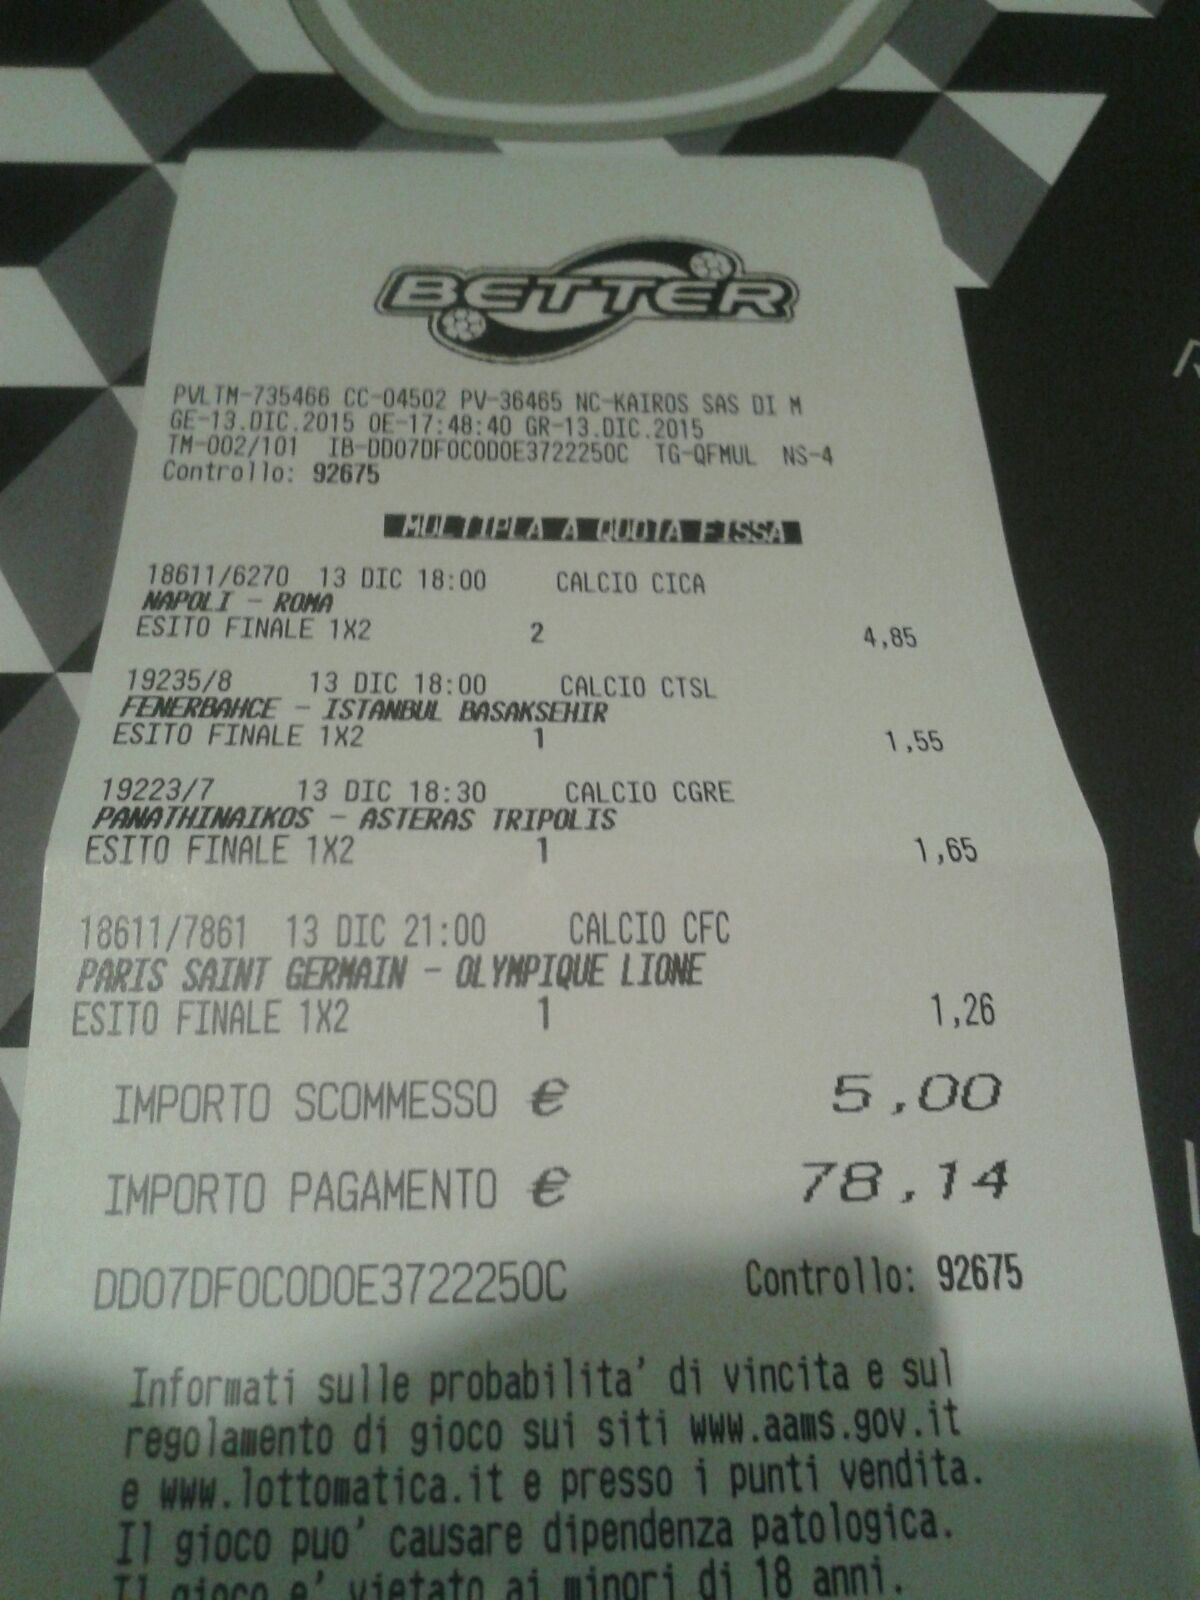 BETTER
PVLTM-735466 CC-04502 PV-36465 NC-KAIROS SAS DI M
GE-13.DIC.2015 OE-17:48:40 GR-13.DIC.2015
TM-002/101 IB-DD07DF0C0D0E3722250C TG-QFMUL NS-4
Controllo: 92675
MULTIPLA A QUOTA FISSA
18611/6270 13 DIC 18:00 CALCIO CICA
NAPOLI - ROMA
ESITO FINALE 1X2 2 4,85
19235/8 13 DIC 18:00 CALCIO CTSL
FENERBAHCE - ISTANBUL BASAKSEHIR
ESITO FINALE 1X2 1 1,55
19223/7 13 DIC 18:30 CALCIO CGRE
PANATHINAIKOS - ASTERAS TRIPOLIS
ESITO FINALE 1X2 1 1,65
18611/7861 13 DIC 21:00 CALCIO CFC
PARIS SAINT GERMAIN - OLYMPIQUE LIONE
ESITO FINALE 1X2 1 1,26
IMPORTO SCOMMESSO € 5,00
IMPORTO PAGAMENTO € 78,14
DD07DF0C0D0E3722250C Controllo: 92675
Informati sulle probabilita' di vincita e sul
regolamento di gioco sui siti www.aams.gov.it
e www.lottomatica.it e presso i punti vendita.
Il gioco puo' causare dipendenza patologica.
Il gioco e' vietato ai minori di 18 anni.